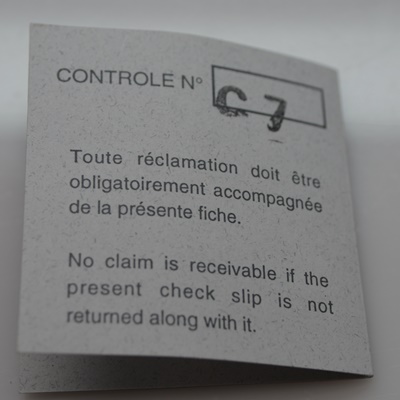 CONTROLE N° C 7
Toute réclamation doit être
obligatoirement accompagnée
de la présente fiche.
No claim is receivable if the
present check slip is not
returned along with it.